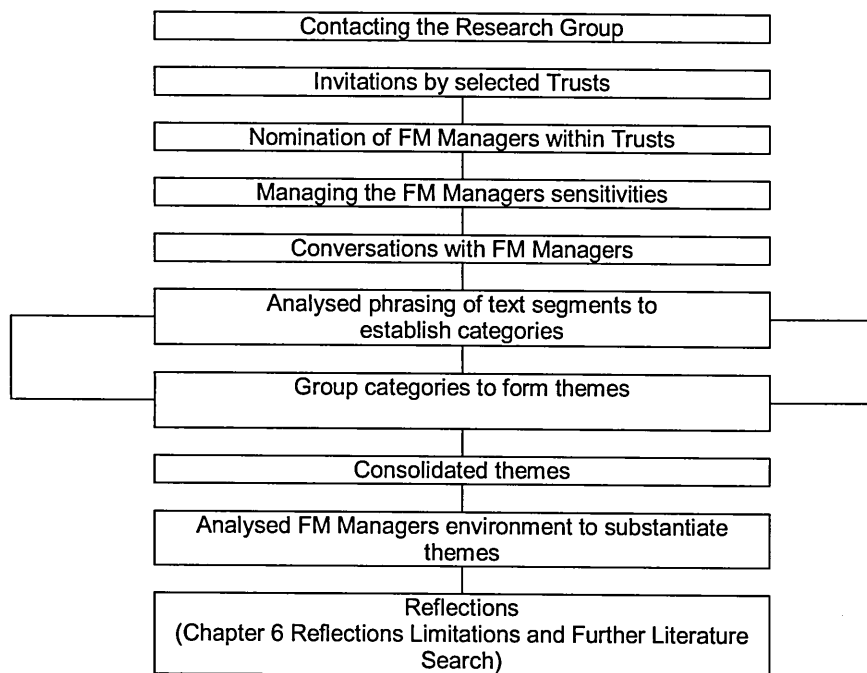 Contacting the Research Group
Invitations by selected Trusts
Nomination of FM Managers within Trusts
Managing the FM Managers sensitivities
Conversations with FM Managers
Analysed phrasing of text segments to
establish categories
Group categories to form themes
Consolidated themes
Analysed FM Managers environment to substantiate
themes
Reflections
(Chapter 6 Reflections Limitations and Further Literature
Search)